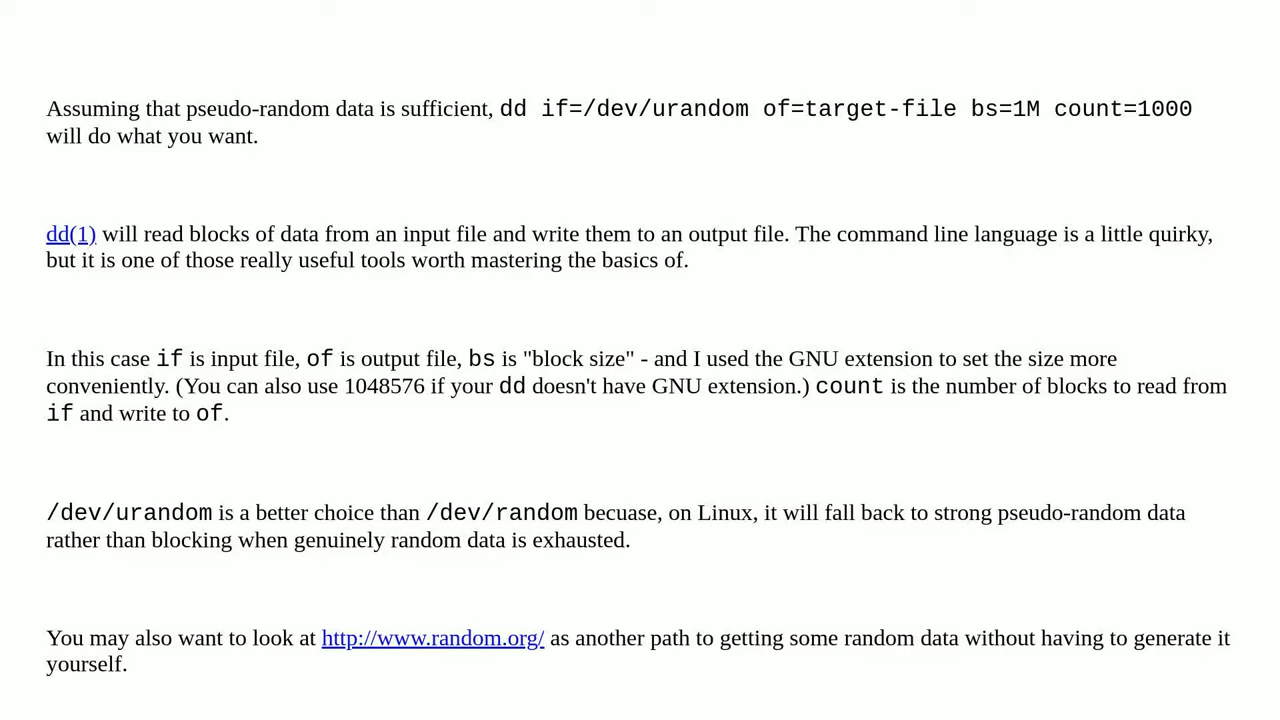 Assuming that pseudo-random data is sufficient, dd if=/dev/urandom of=target-file bs=1M count=1000
will do what you want.
dd(1) will read blocks of data from an input file and write them to an output file. The command line language is a little quirky,
but it is one of those really useful tools worth mastering the basics of.
In this case if is input file, of is output file, bs is "block size" - and I used the GNU extension to set the size more
conveniently. (You can also use 1048576 if your dd doesn't have GNU extension.) count is the number of blocks to read from
if and write to of.
/dev/urandom is a better choice than /dev/random becuase, on Linux, it will fall back to strong pseudo-random data
rather than blocking when genuinely random data is exhausted.
You may also want to look at http://www.random.org/ as another path to getting some random data without having to generate it
yourself.